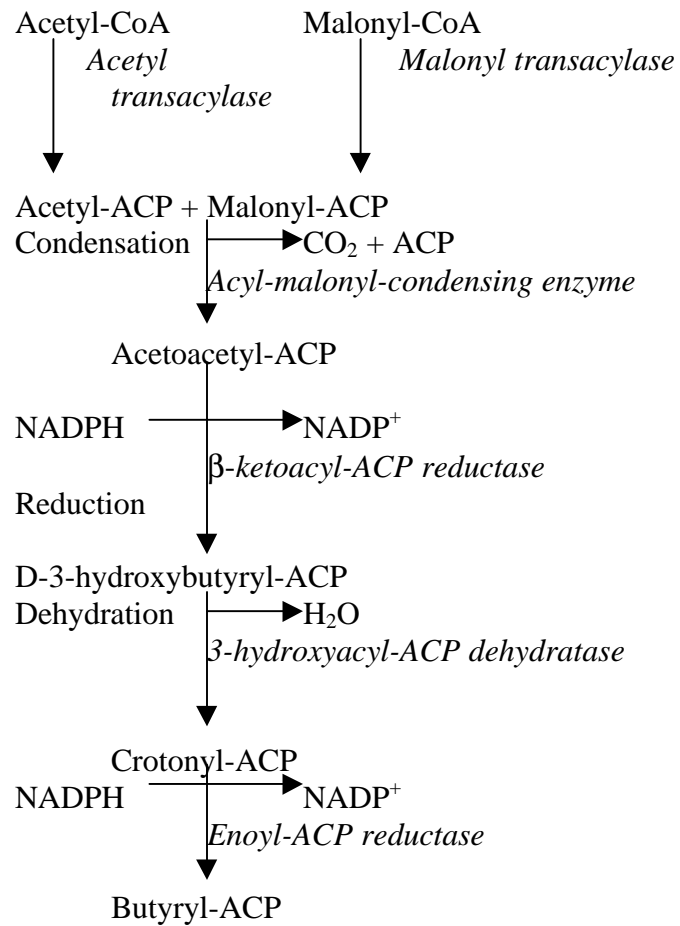 Acetyl-CoA Malonyl-CoA
Acetyl Malonyl transacylase
transacylase
Acetyl-ACP + Malonyl-ACP
Condensation CO₂ + ACP
Acyl-malonyl-condensing enzyme
Acetoacetyl-ACP
NADPH NADP⁺
β-ketoacyl-ACP reductase
Reduction
D-3-hydroxybutyryl-ACP
Dehydration H₂O
3-hydroxyacyl-ACP dehydratase
Crotonyl-ACP
NADPH NADP⁺
Enoyl-ACP reductase
Butyryl-ACP